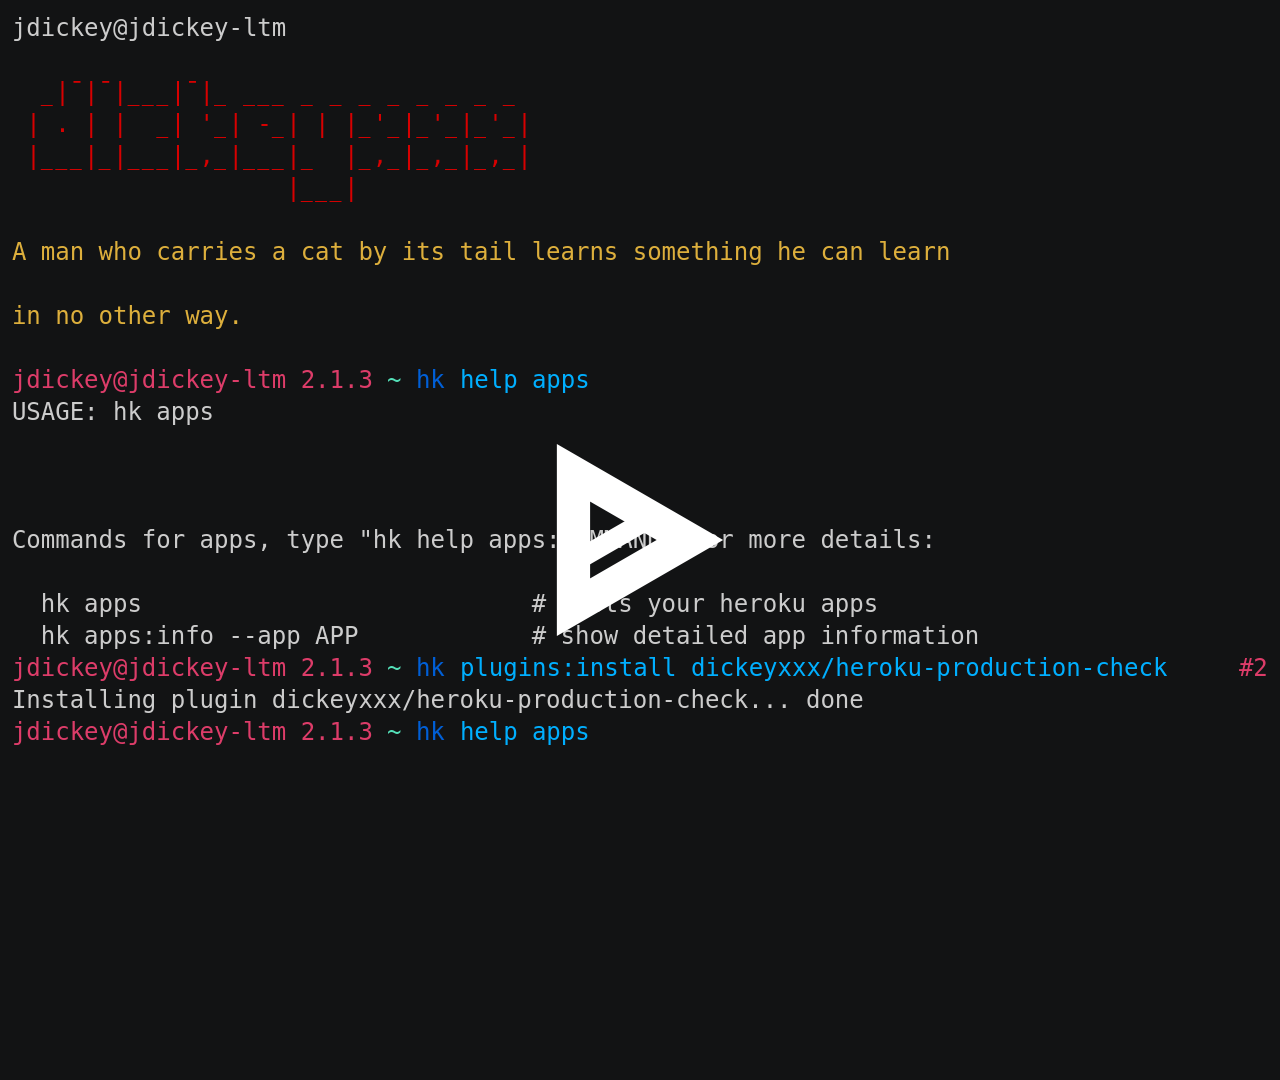 jdickey@jdickey-ltm
A man who carries a cat by its tail learns something he can learn
in no other way.
jdickey@jdickey-ltm 2.1.3 ~ hk help apps
USAGE: hk apps
Commands for apps, type "hk help apps: more details:
hk apps # your heroku apps
hk apps:info --app APP # show detailed app information
jdickey@jdickey-ltm 2.1.3 ~ hk plugins:install dickeyxxx/heroku-production-check #2
Installing plugin dickeyxxx/heroku-production-check... done
jdickey@jdickey-ltm 2.1.3 ~ hk help apps